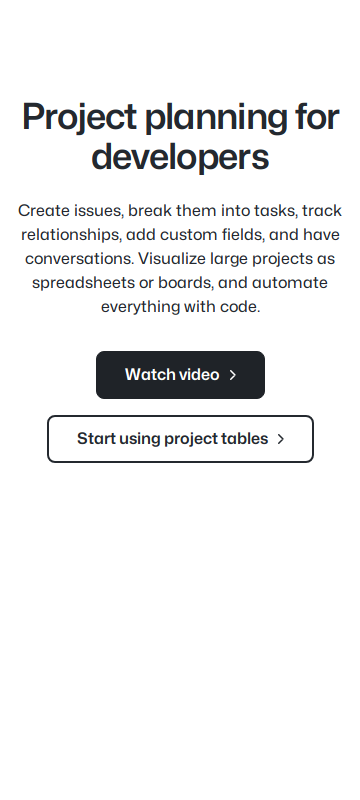 Project planning for
developers
Create issues, break them into tasks, track
relationships, add custom fields, and have
conversations. Visualize large projects as
spreadsheets or boards, and automate
everything with code.
Watch video
Start using project tables